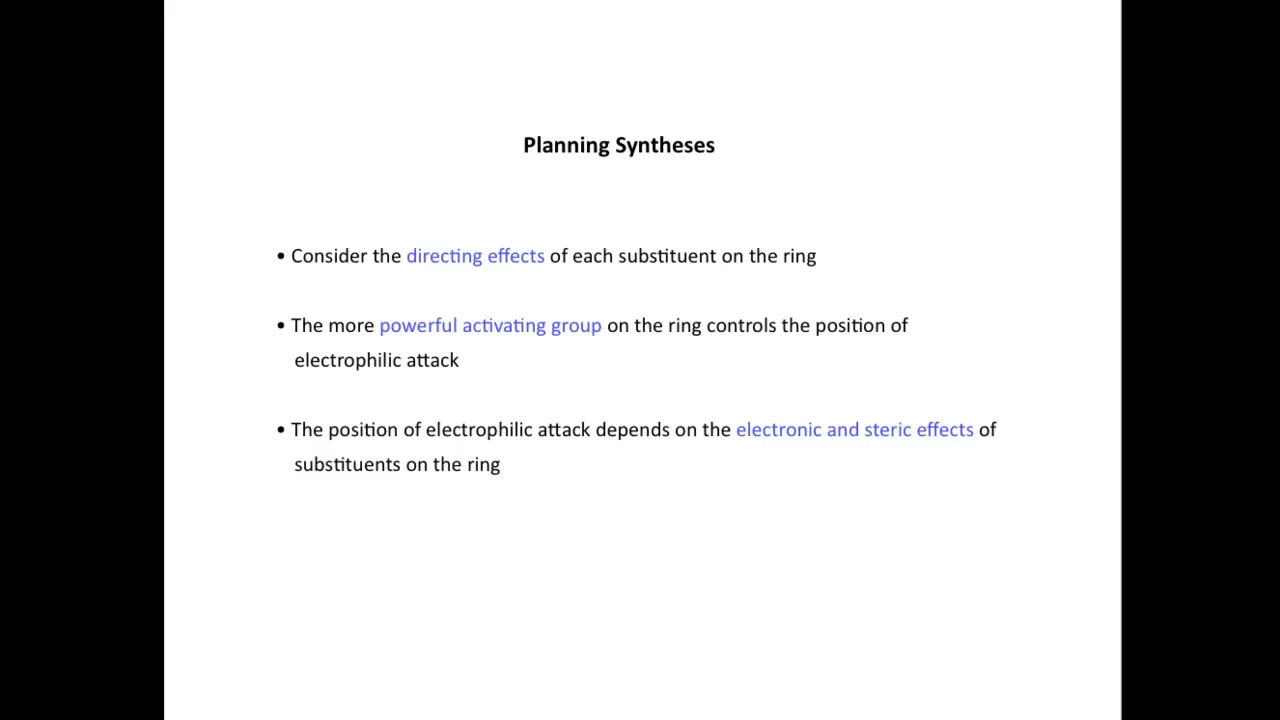 Planning Syntheses
• Consider the directing effects of each substituent on the ring
• The more powerful activating group on the ring controls the position of
electrophilic attack
• The position of electrophilic attack depends on the electronic and steric effects of
substituents on the ring